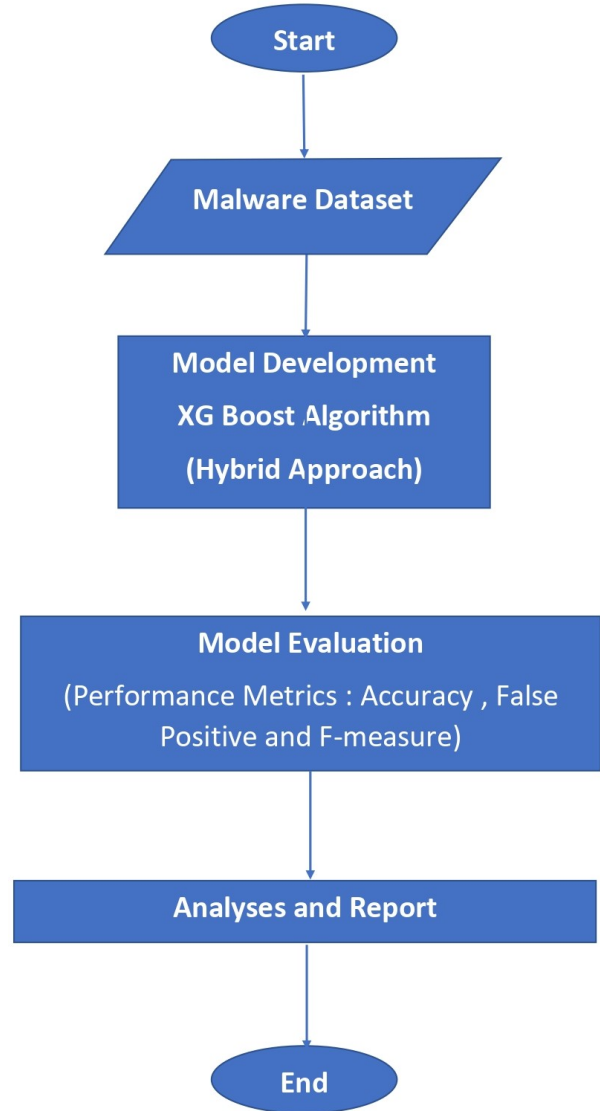 Start
Malware Dataset
Model Development
XG Boost Algorithm
(Hybrid Approach)
Model Evaluation
(Performance Metrics : Accuracy , False
Positive and F-measure)
Analyses and Report
End